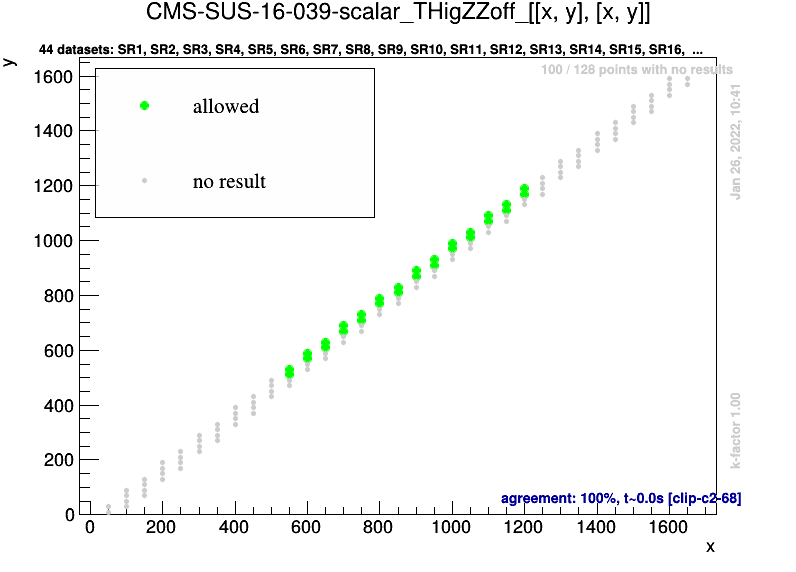 CMS-SUS-16-039-scalar_THigZZoff_[[x, y], [x, y]]
44 datasets: SR1, SR2, SR3, SR4, SR5, SR6, SR7, SR8, SR9, SR10, SR11, SR12, SR13, SR14, SR15, SR16, ...
y
100 / 128 points with no results
1600
1400
1200
1000
800
600
400
200
0
allowed
no result
Jan 26, 2022, 10:41
k-factor 1.00
agreement: 100%, t~0.0s [clip-c2-68]
0 200 400 600 800 1000 1200 1400 1600
x